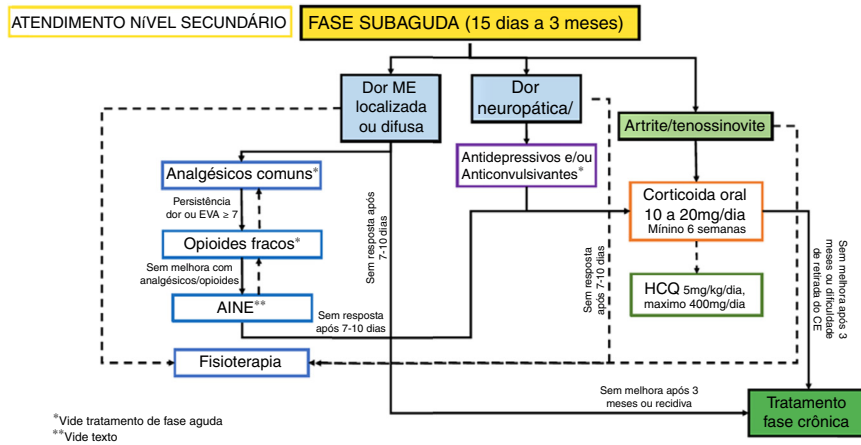 ATENDIMENTO NíVEL SECUNDÁRIO
FASE SUBAGUDA (15 dias a 3 meses)
Dor ME
localizada
ou difusa
Dor
neuropática/
Artrite/tenossinovite
Analgésicos comuns*
Antidepressivos e/ou
Anticonvulsivantes*
Persistência
dor ou EVA ≥ 7
Opioides fracos*
Sem melhora com
analgésicos/opioides
AINE**
Sem resposta
após 7-10 dias
Sem resposta após
7-10 dias
Corticoida oral
10 a 20mg/dia
Mínino 6 semanas
HCQ 5mg/kg/dia,
maximo 400mg/dia
Sem resposta
após 7-10 dias
Sem melhora após 3
meses ou dificuldade
de retirada do CE
Fisioterapia
Sem melhora após 3
meses ou recidiva
Tratamento
fase crônica
*Vide tratamento de fase aguda
**Vide texto